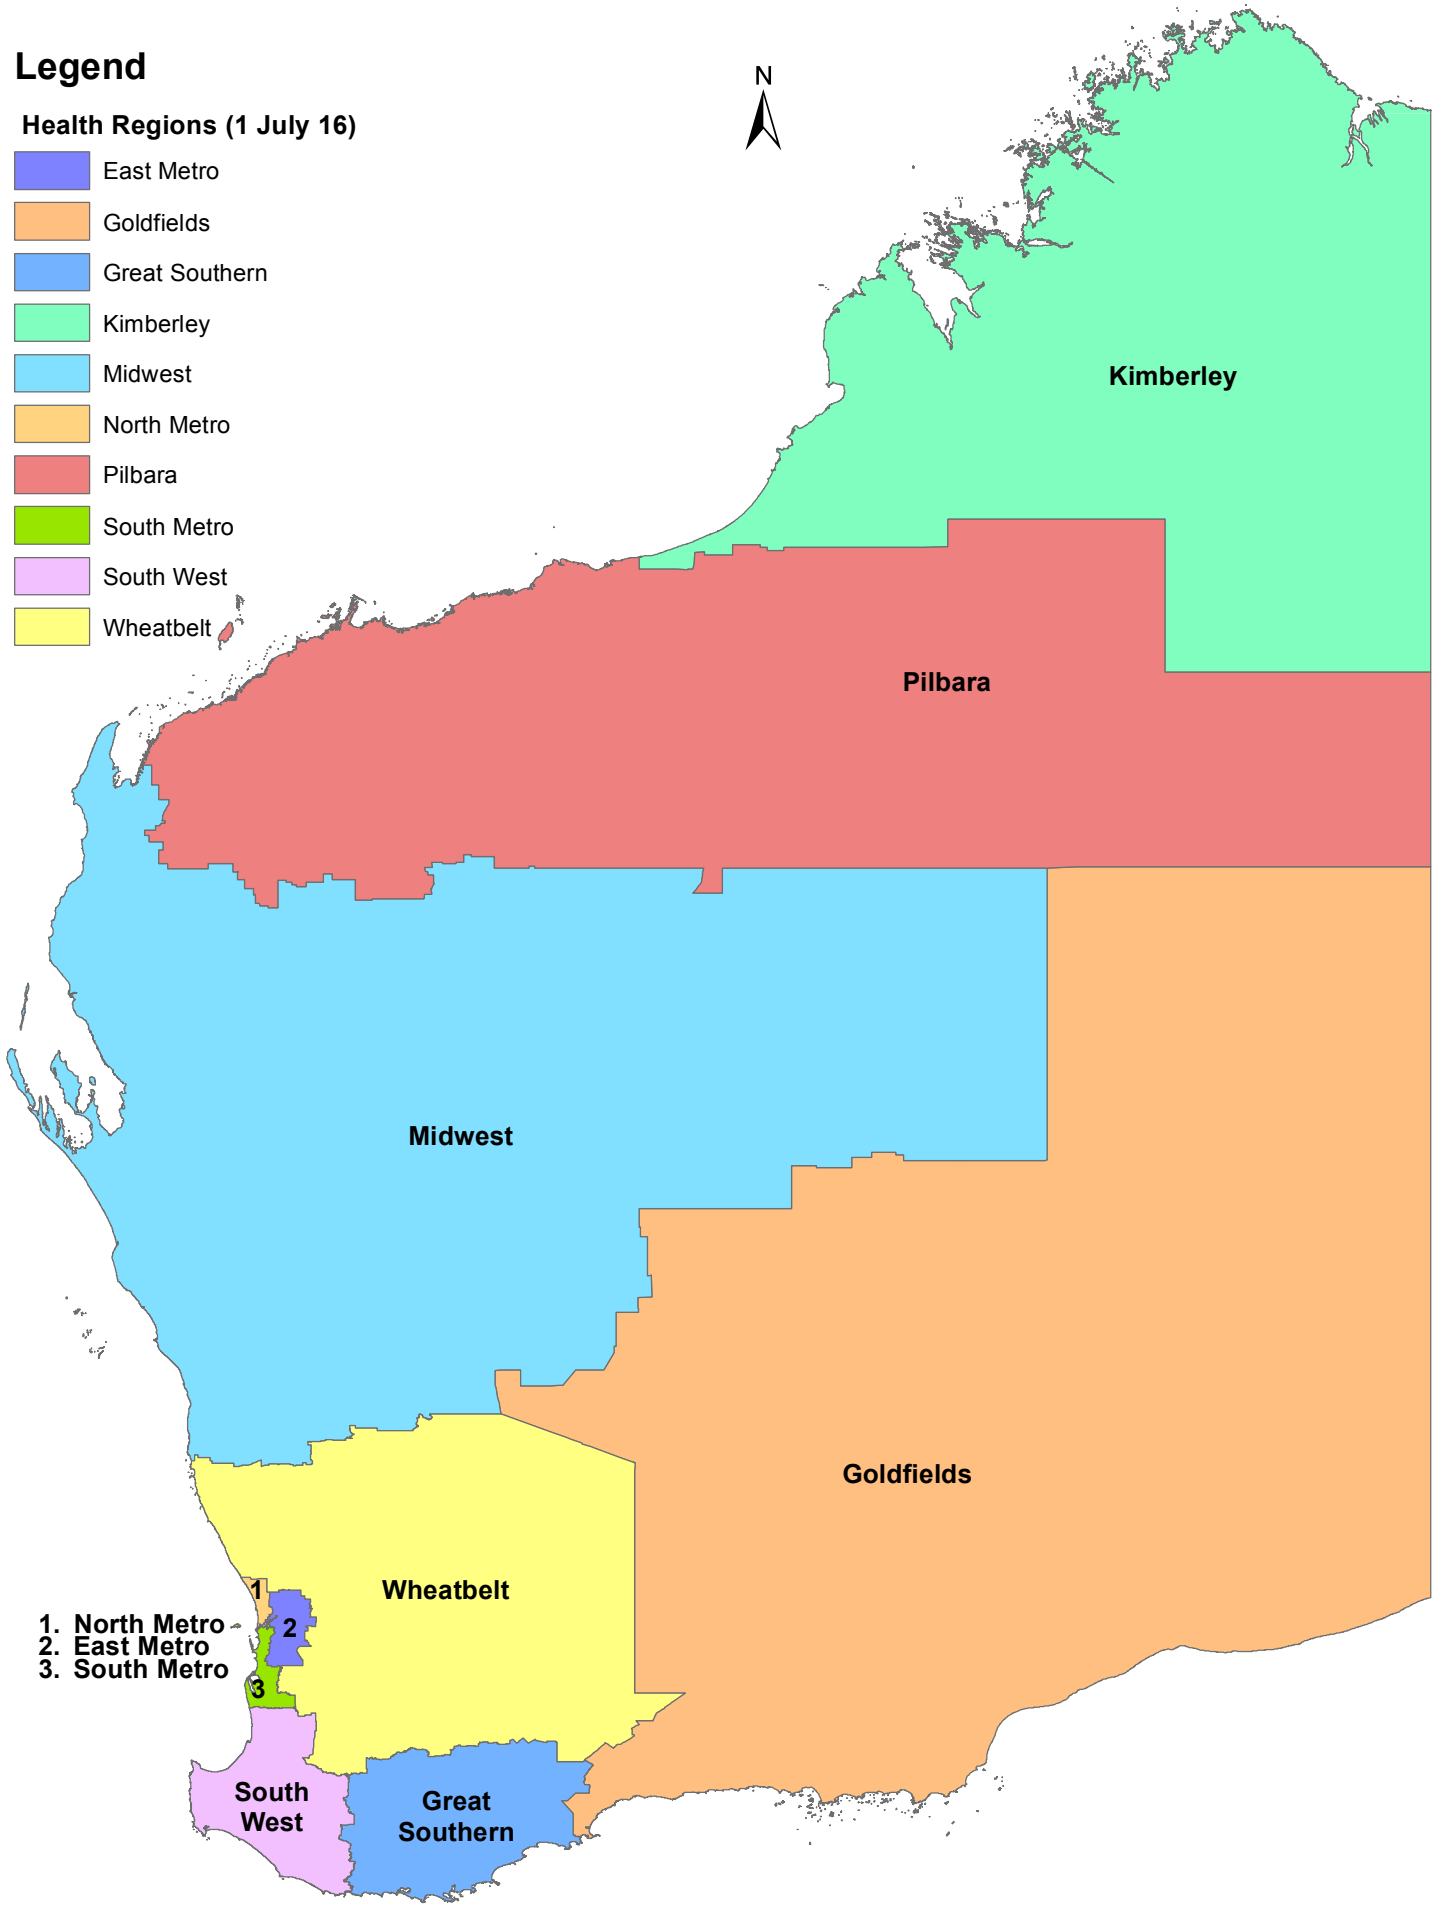 Legend
N
Health Regions (1 July 16)
East Metro
Goldfields
Great Southern
Kimberley
Midwest
North Metro
Pilbara
South Metro
South West
Wheatbelt
Kimberley
Pilbara
Midwest
Goldfields
Wheatbelt
1
2
3
1. North Metro
2. East Metro
3. South Metro
South
West
Great
Southern